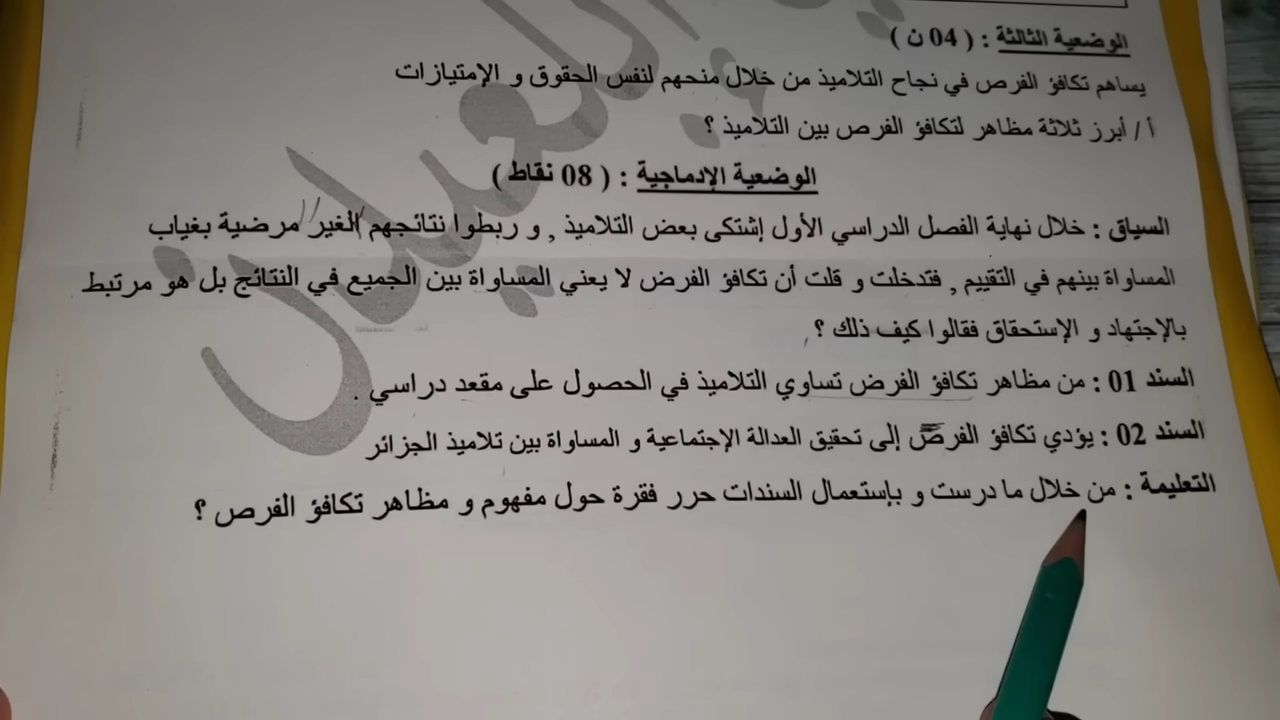 الوضعية الثالثة : ( 04 ن )
يساهم تكافؤ الفرص في نجاح التلاميذ من خلال منحهم لنفس الحقوق و الإمتيازات
أ / أبرز ثلاثة مظاهر لتكافؤ الفرص بين التلاميذ ؟
الوضعية الإدماجية : ( 08 نقاط )
السياق : خلال نهاية الفصل الدراسي الأول إشتكى بعض التلاميذ , و ربطوا نتائجهم الغير مرضية بغياب
المساواة بينهم في التقييم , فتدخلت و قلت أن تكافؤ الفرض لا يعني المساواة بين الجميع في النتائج بل هو مرتبط
بالإجتهاد و الإستحقاق فقالوا كيف ذلك ؟
السند 01 : من مظاهر تكافؤ الفرض تساوي التلاميذ في الحصول على مقعد دراسي .
السند 02 : يؤدي تكافؤ الفرص إلى تحقيق العدالة الإجتماعية و المساواة بين تلاميذ الجزائر
التعليمة : من خلال ما درست و بإستعمال السندات حرر فقرة حول مفهوم و مظاهر تكافؤ الفرص ؟